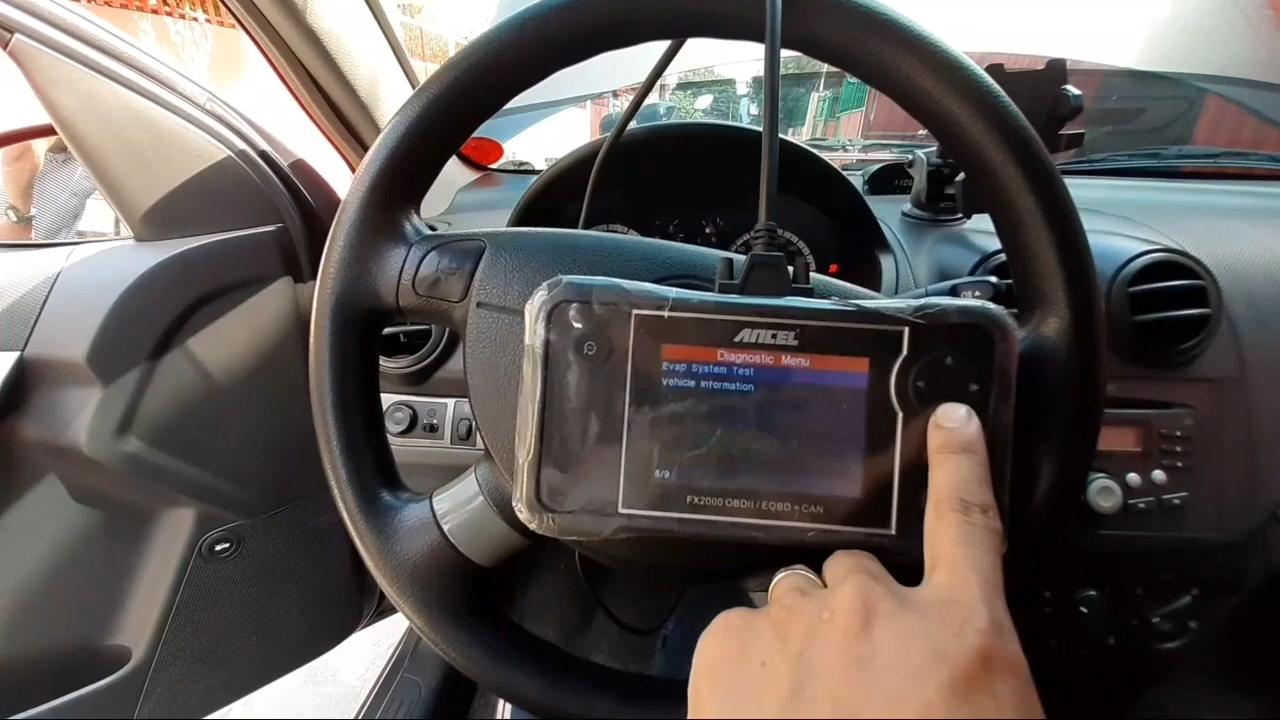 ANCEL
Diagnostic Menu
Evap System Test
Vehicle Information
8/9
FX2000 OBDII / EOBD + CAN